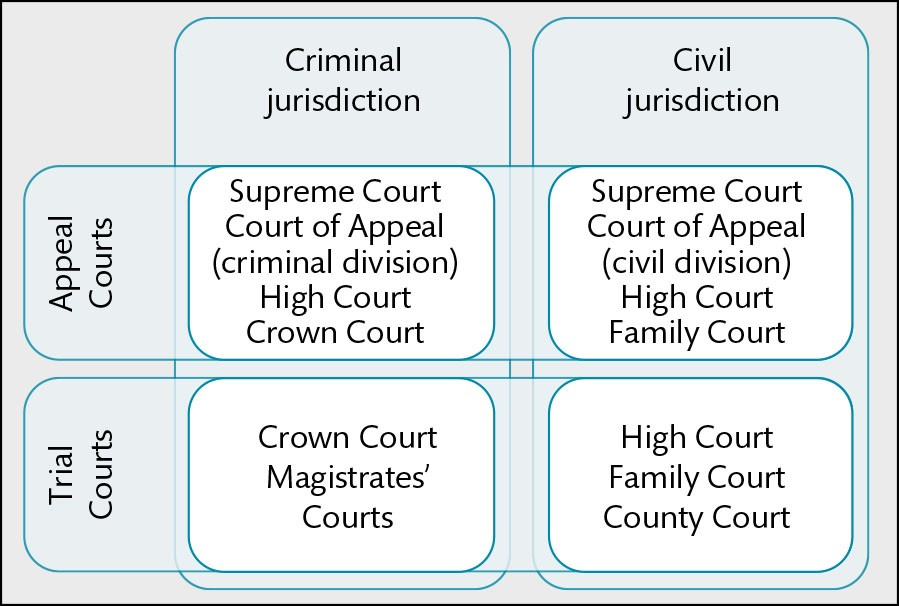 Criminal
jurisdiction
Civil
jurisdiction
Appeal
Courts
Supreme Court
Court of Appeal
(criminal division)
High Court
Crown Court
Supreme Court
Court of Appeal
(civil division)
High Court
Family Court
Trial
Courts
Crown Court
Magistrates’
Courts
High Court
Family Court
County Court